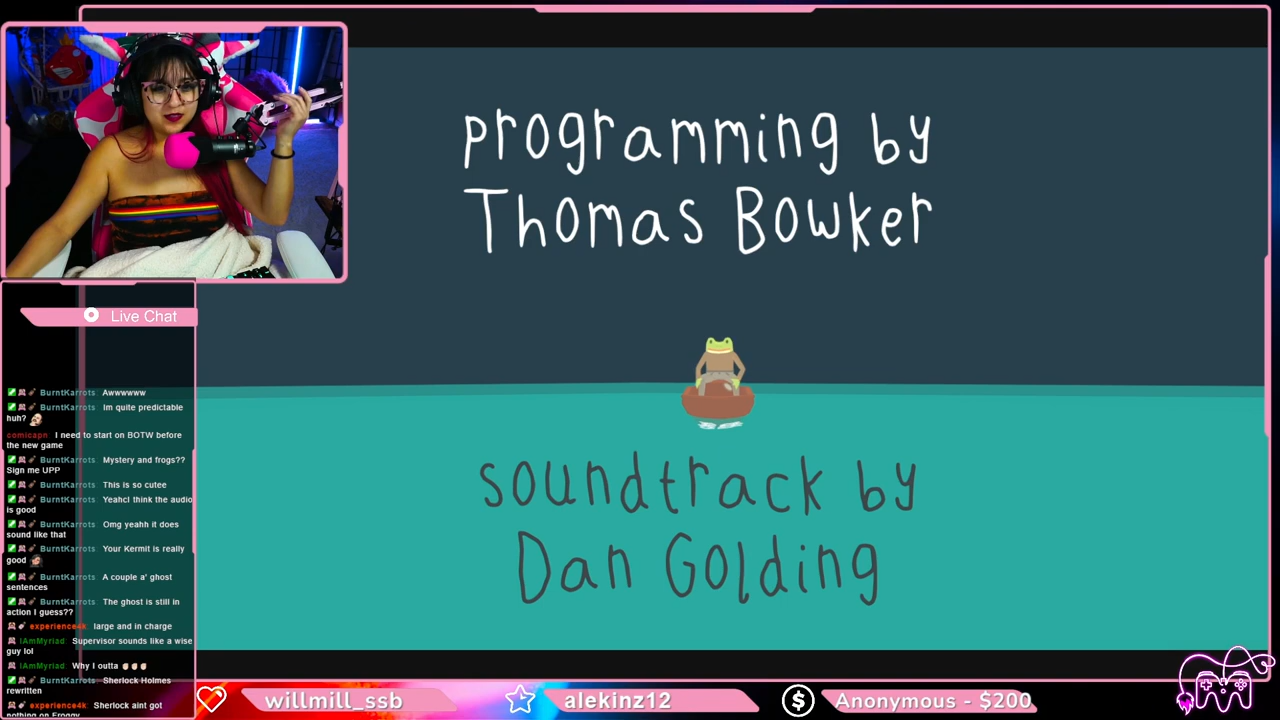 programming by
Thomas Bowker
soundtrack by
Dan Golding
Live Chat
BurntKarrots Awwwwww
BurntKarrots Im quite predictable
huh?
comicapn I need to start on BOTW before
the new game
BurntKarrots Mystery and frogs??
Sign me UPP
BurntKarrots This is so cutee
BurntKarrots YeahcI think the audio
is good
BurntKarrots Omg yeahh it does
sound like that
BurntKarrots Your Kermit is really
good
BurntKarrots A couple a' ghost
sentences
BurntKarrots The ghost is still in
action I guess??
experience4k large and in charge
IAmMyriad Supervisor sounds like a wise
guy lol
IAmMyriad Why I outta
BurntKarrots Sherlock Holmes
rewritten
experience4k Sherlock aint got
nothing on Froggy
willmill_ssb
alekinz12
Anonymous - $200